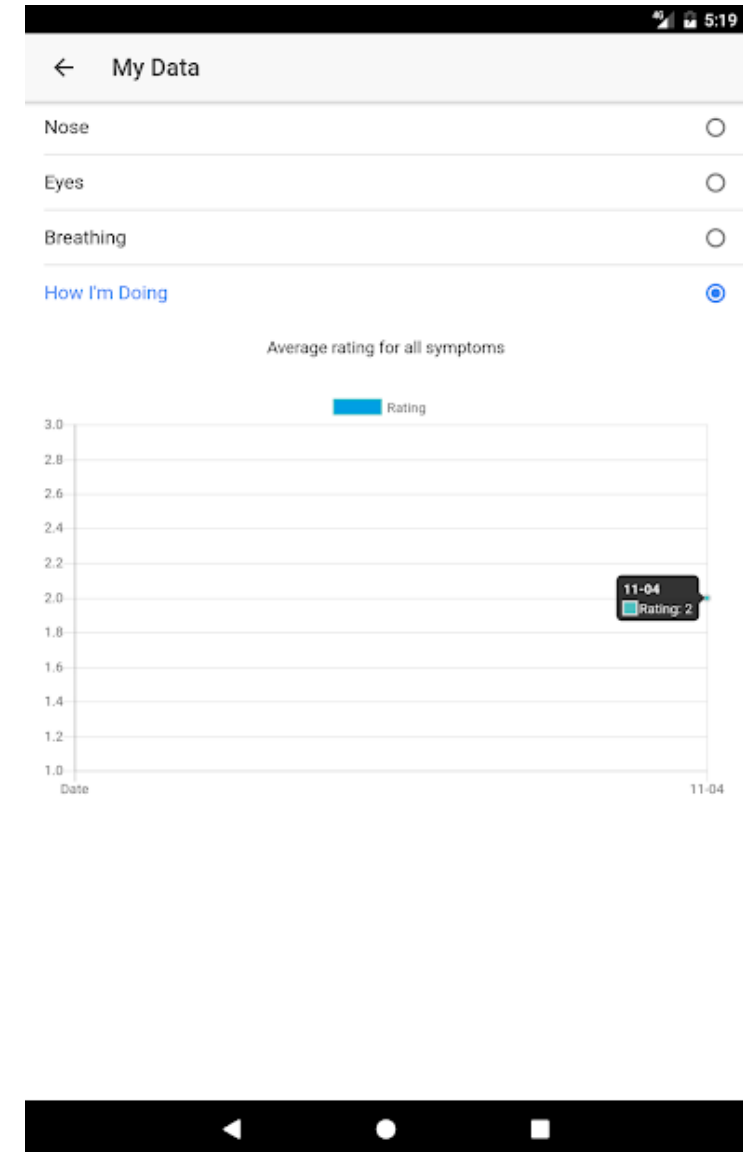 4G 5:19
My Data
Nose
Eyes
Breathing
How I'm Doing
Average rating for all symptoms
Rating
3.0
2.8
2.6
2.4
2.2
2.0
11-04
Rating: 2
1.8
1.6
1.4
1.2
1.0
Date 11-04